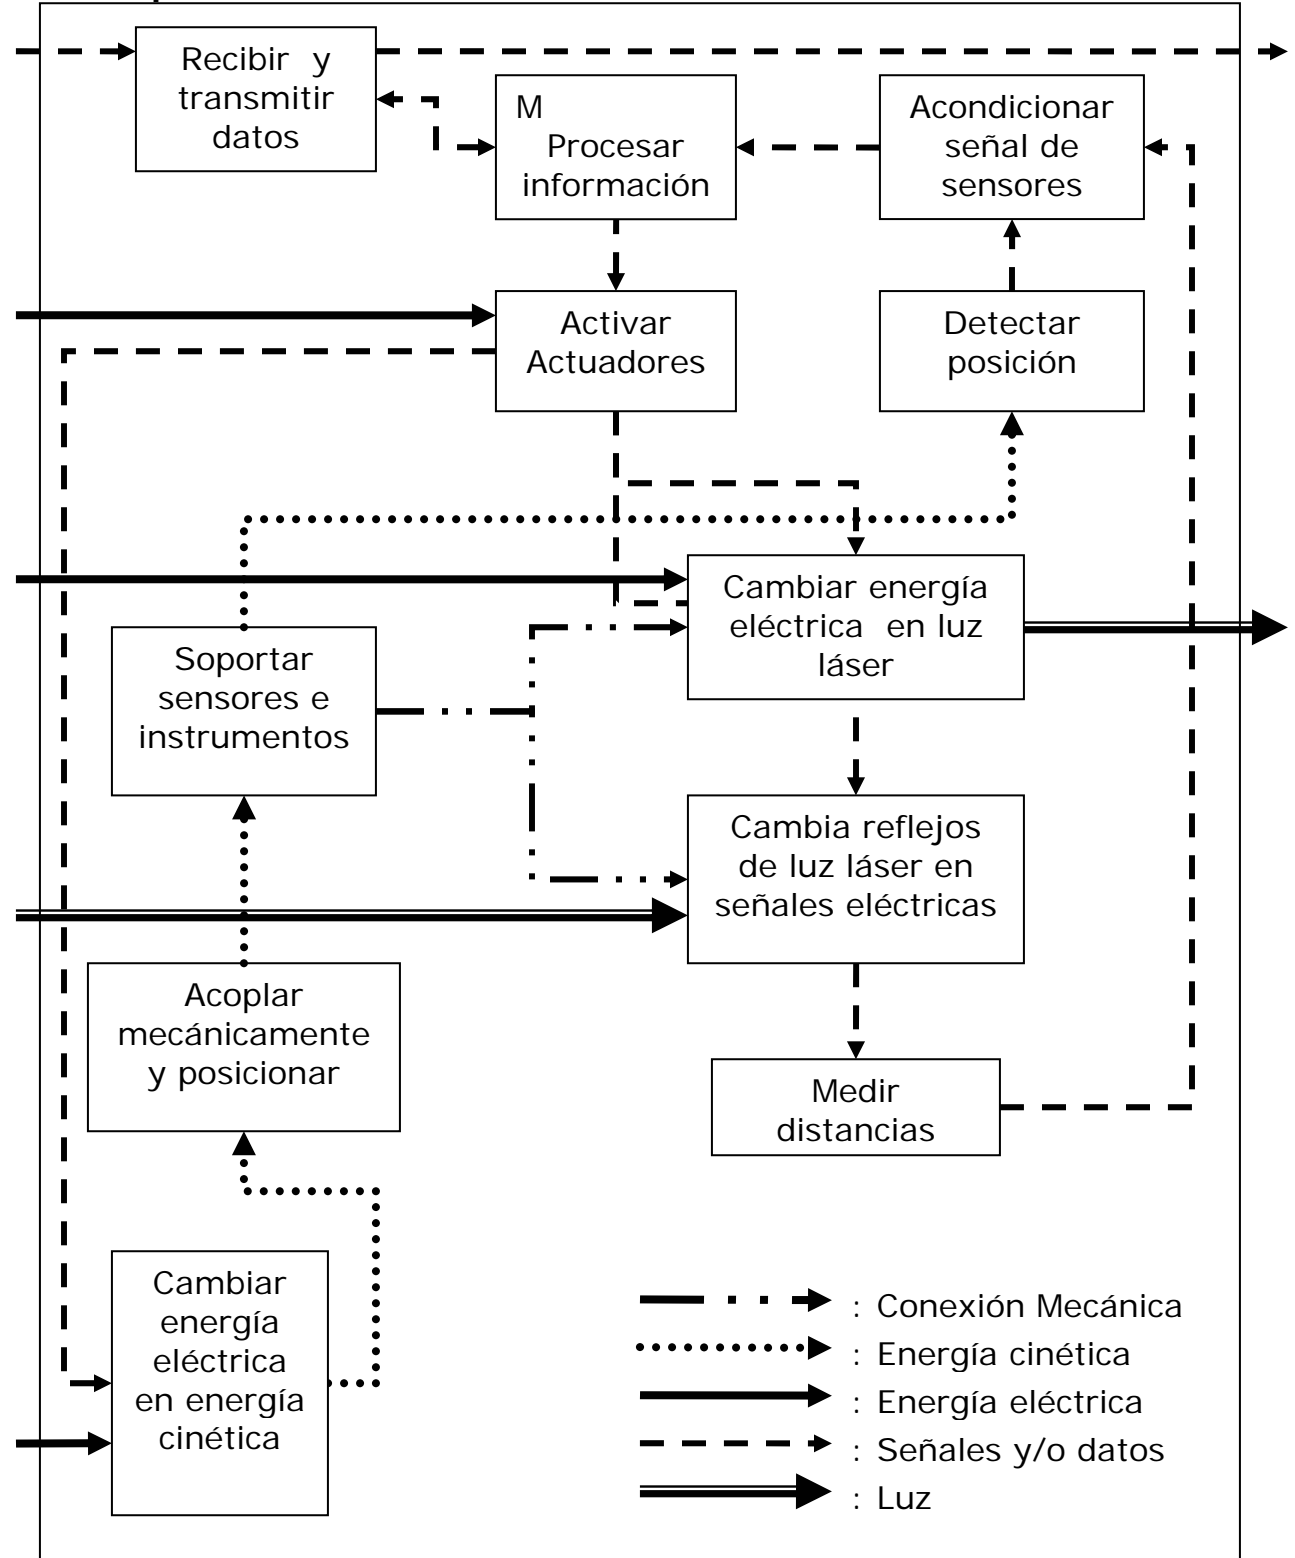 Recibir y
transmitir
datos
M
Procesar
información
Acondicionar
señal de
sensores
Activar
Actuadores
Detectar
posición
Cambiar energía
eléctrica en luz
láser
Soportar
sensores e
instrumentos
Cambia reflejos
de luz láser en
señales eléctricas
Acoplar
mecánicamente
y posicionar
Medir
distancias
Cambiar
energía
eléctrica
en energía
cinética
: Conexión Mecánica
: Energía cinética
: Energía eléctrica
: Señales y/o datos
: Luz